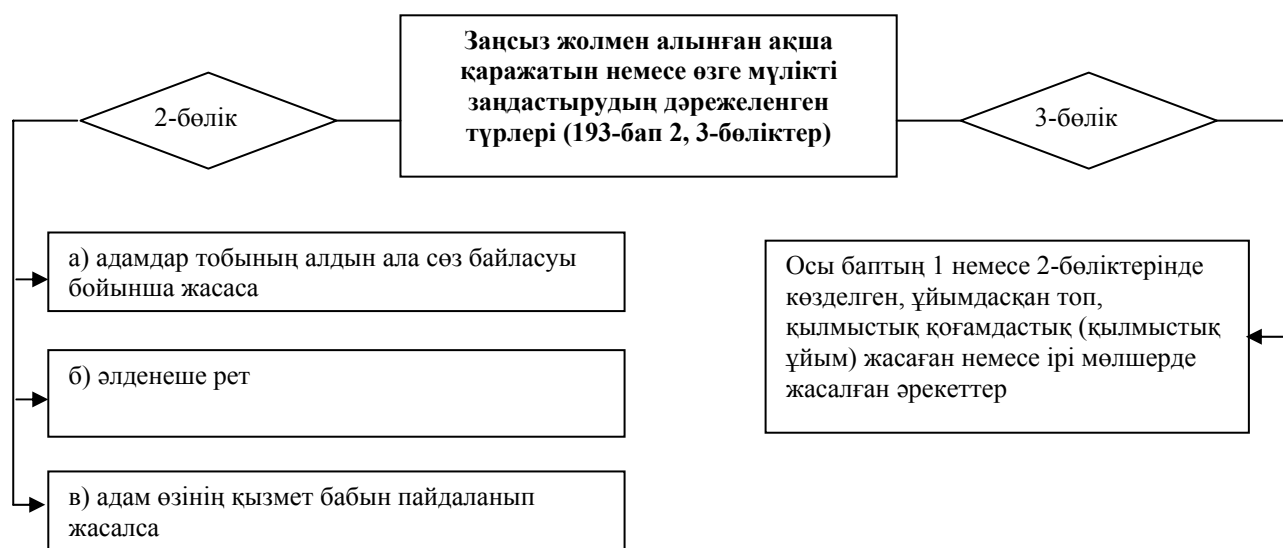 Заңсыз жолмен алынған ақша
қаражатын немесе өзге мүлікті
заңдастырудың дәрежеленген
түрлері (193-бап 2, 3-бөліктер)
2-бөлік
3-бөлік
а) адамдар тобының алдын ала сөз байласуы
бойынша жасаса
б) әлденеше рет
в) адам өзінің қызмет бабын пайдаланып
жасалса
Осы баптың 1 немесе 2-бөліктерінде
көзделген, ұйымдасқан топ,
қылмыстық қоғамдастық (қылмыстық
ұйым) жасаған немесе ірі мөлшерде
жасалған әрекеттер